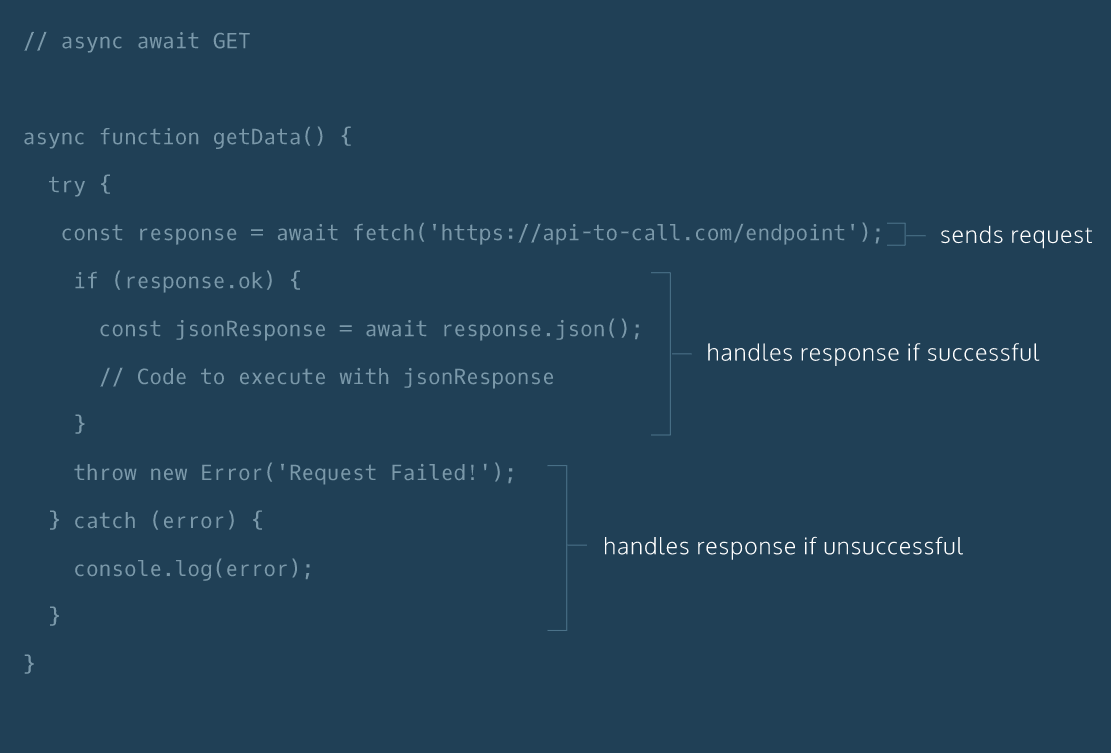 // async await GET
async function getData() {
try {
const response = await fetch('https://api-to-call.com/endpoint'); sends request
if (response.ok) {
const jsonResponse = await response.json();
handles response if successful
// Code to execute with jsonResponse
}
throw new Error('Request Failed!');
} catch (error) {
handles response if unsuccessful
console.log(error);
}
}